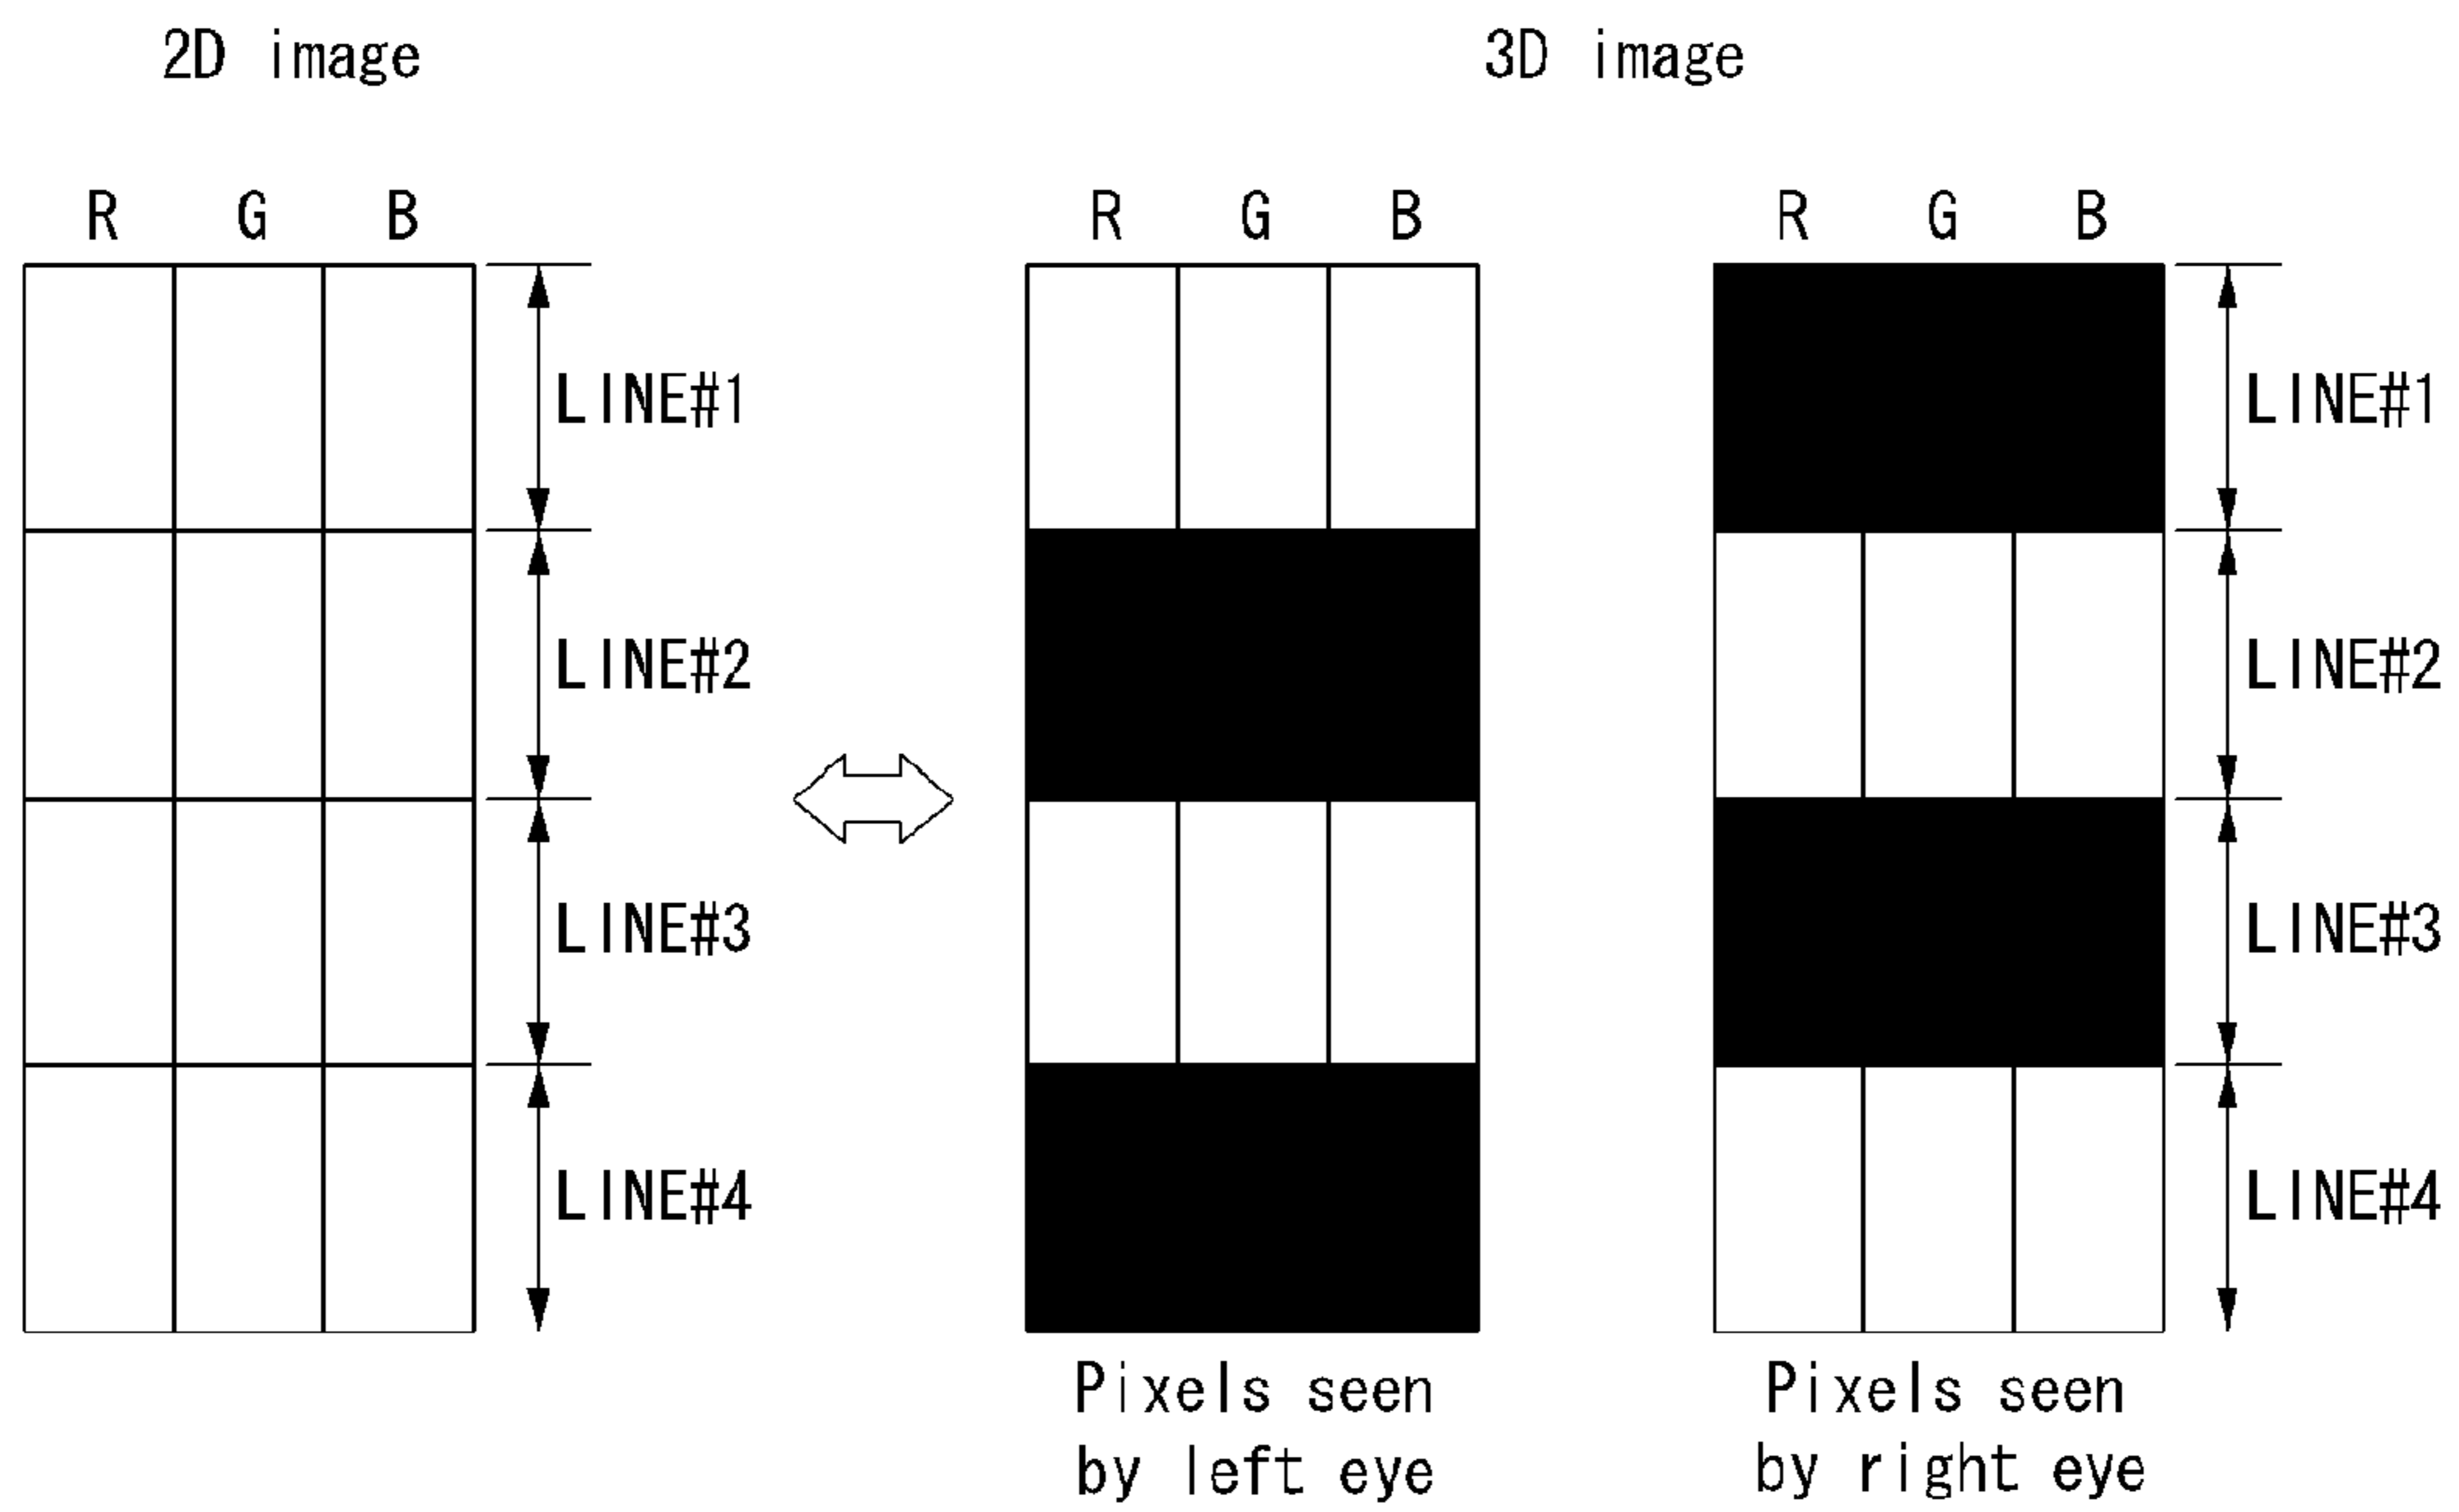 2D image
3D image
R G B
R G B
R G B
LINE#1
LINE#1
LINE#2
LINE#2
LINE#3
LINE#3
LINE#4
LINE#4
Pixels seen
by left eye
Pixels seen
by right eye